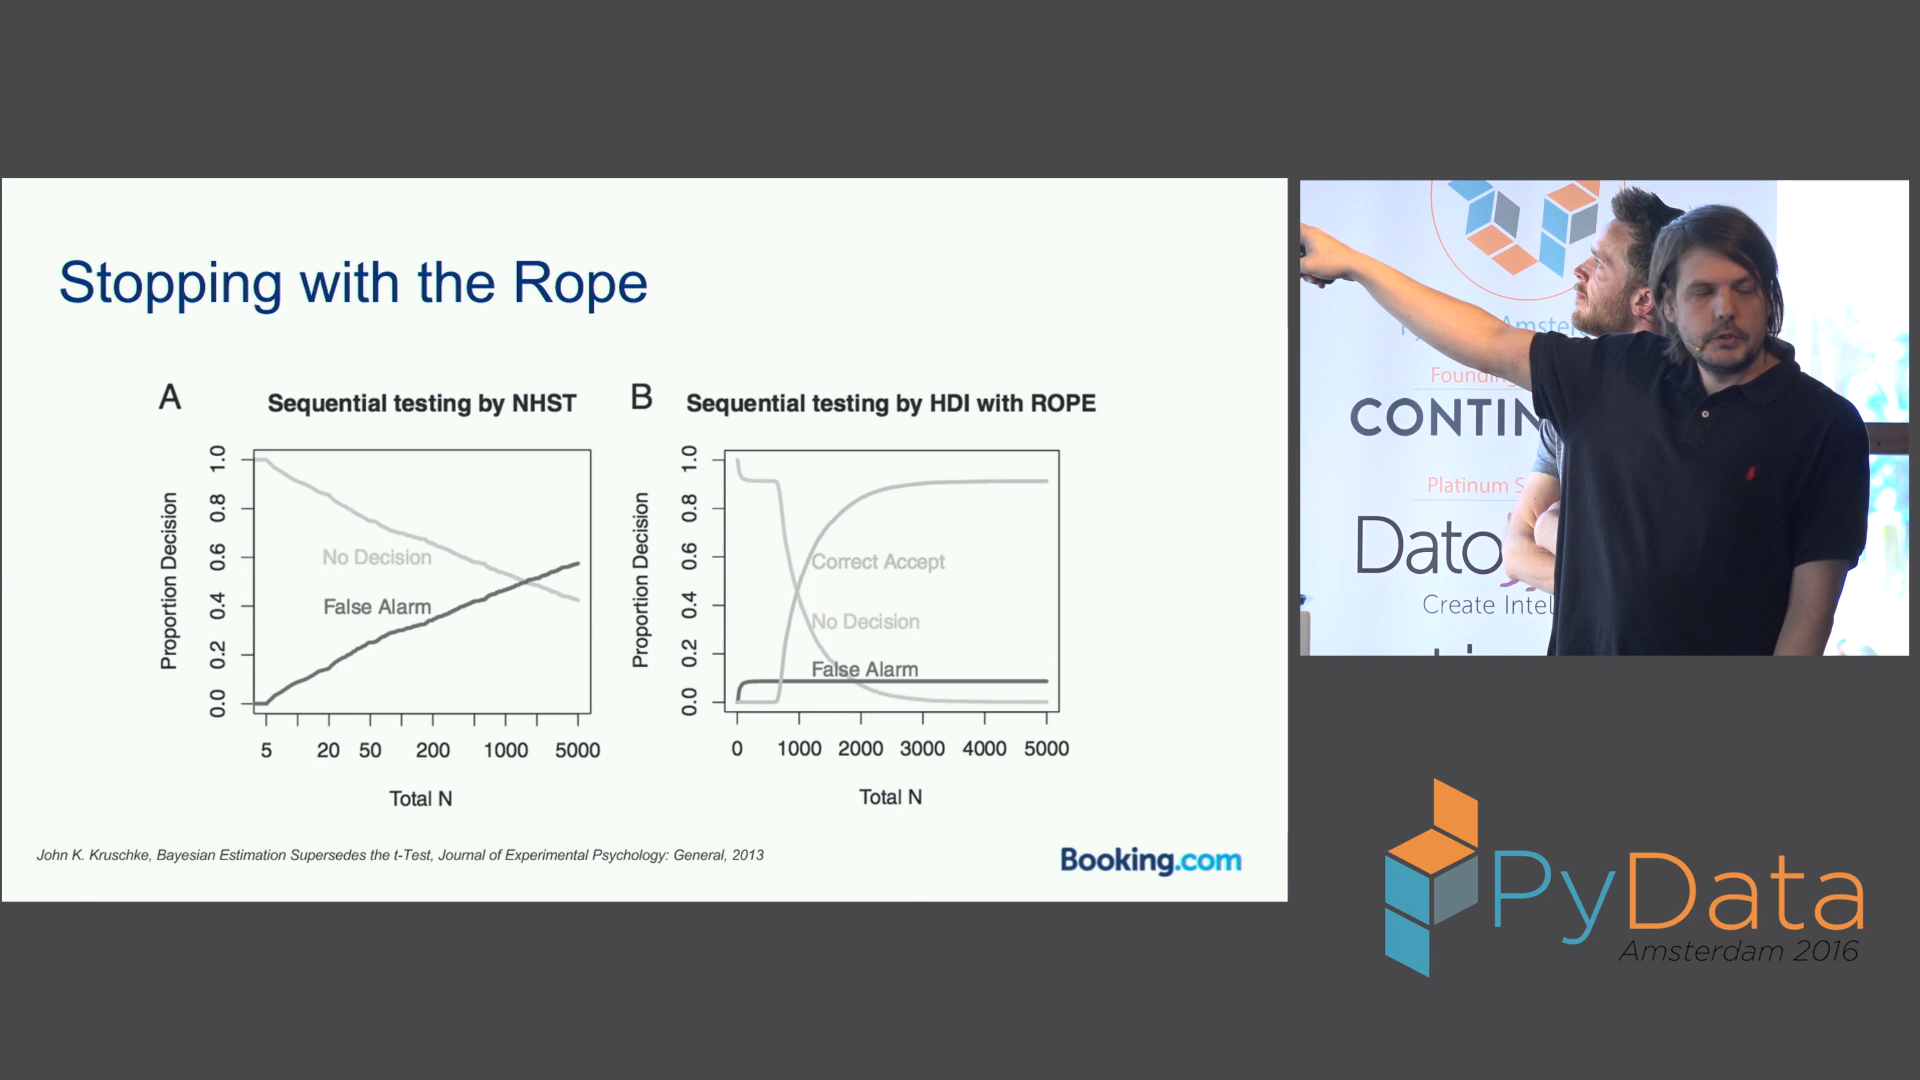 Stopping with the Rope
A
Sequential testing by NHST
Proportion Decision
1.0
0.8
0.6
0.4
0.2
0.0
No Decision
False Alarm
5 20 50 200 1000 5000
Total N
B
Sequential testing by HDI with ROPE
Proportion Decision
1.0
0.8
0.6
0.4
0.2
0.0
Correct Accept
No Decision
False Alarm
0 1000 2000 3000 4000 5000
Total N
John K. Kruschke, Bayesian Estimation Supersedes the t-Test, Journal of Experimental Psychology: General, 2013
Booking.com
Amster
Founding
CONTIN
Platinum S
Dato
Create Intel
PyData
Amsterdam 2016